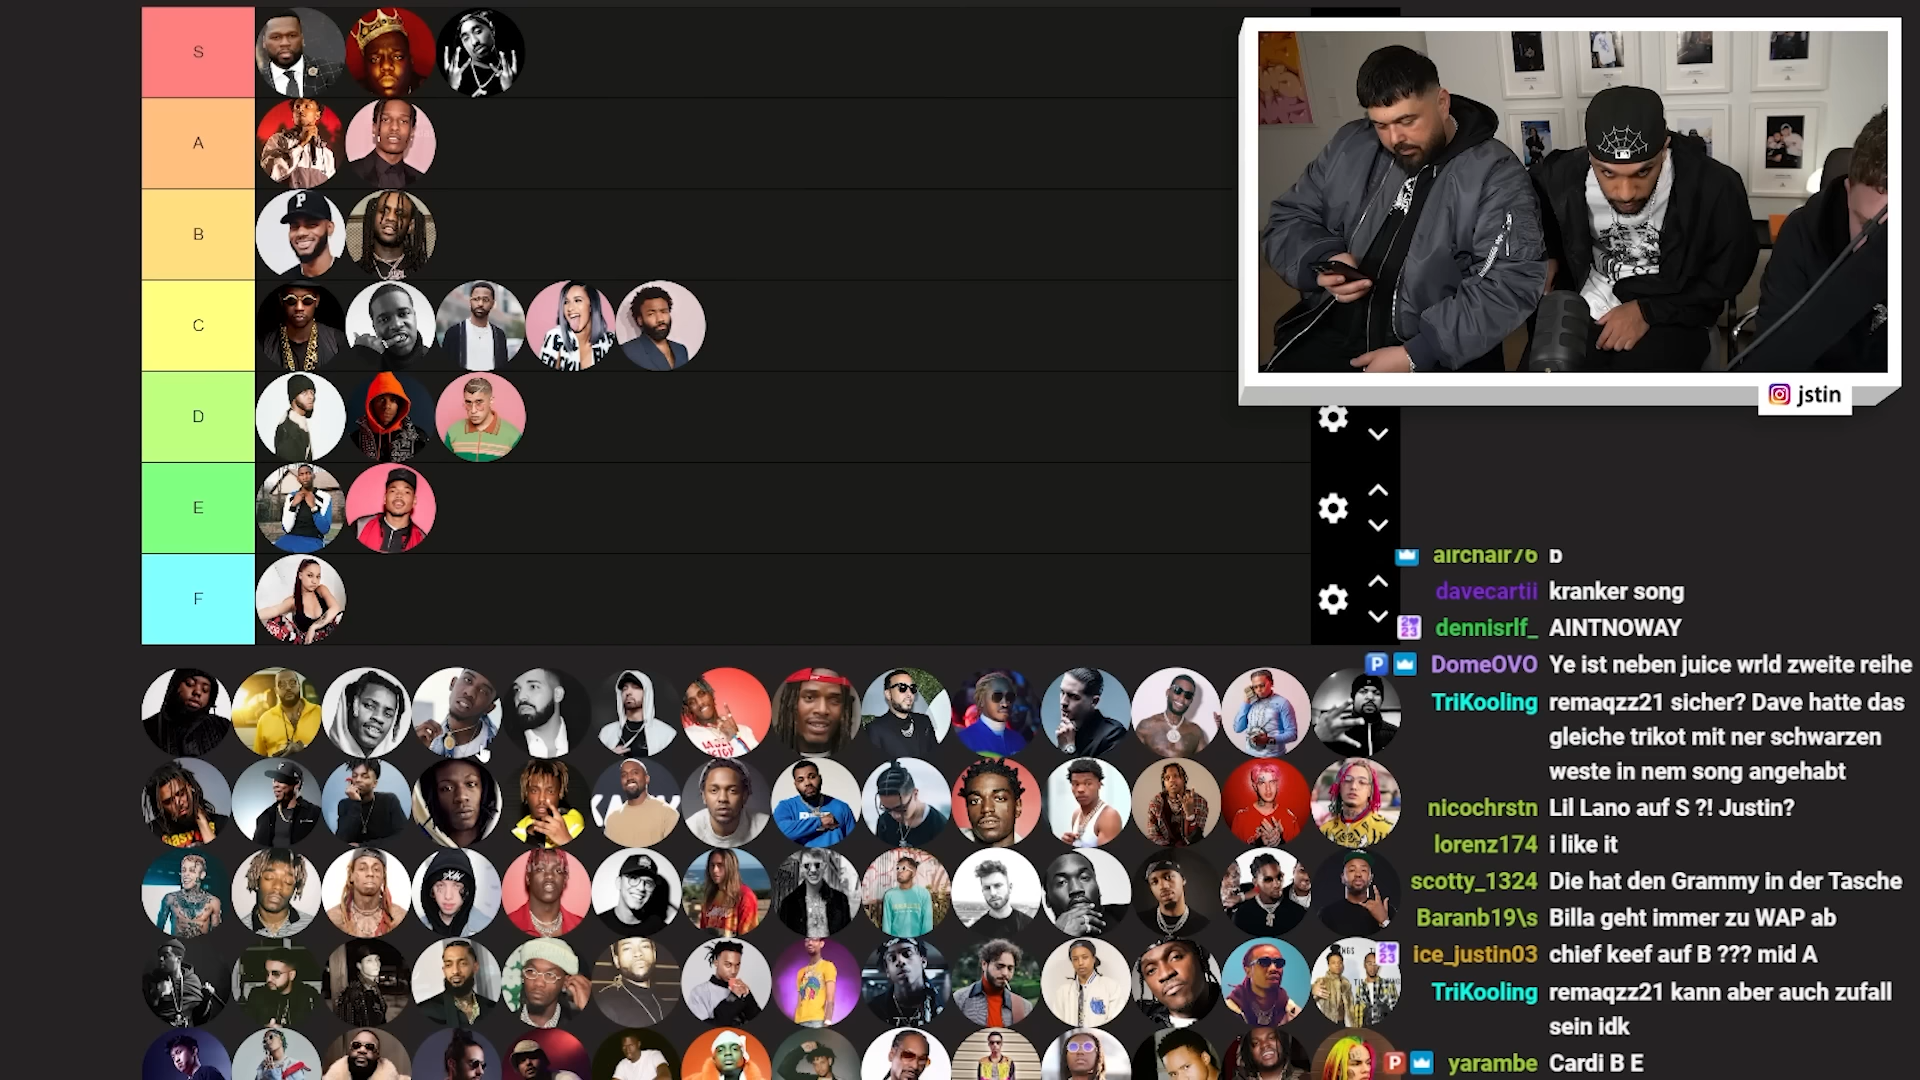 S
A
B
C
D
E
F
jstin
airchair76 b
davecartii kranker song
dennisrlf_ AINTNOWAY
DomeOVO Ye ist neben juice wrld zweite reihe
TriKooling remaqzz21 sicher? Dave hatte das
gleiche trikot mit ner schwarzen
weste in nem song angehabt
nicochrstn Lil Lano auf S ?! Justin?
lorenz174 i like it
scotty_1324 Die hat den Grammy in der Tasche
Baranb19\s Billa geht immer zu WAP ab
ice_justin03 chief keef auf B ??? mid A
TriKooling remaqzz21 kann aber auch zufall
sein idk
P yarambe Cardi B E